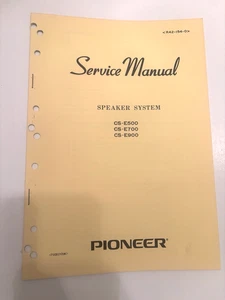 Service Manual
SPEAKER SYSTEM
CS-E500
CS-E700
CS-E900
PIONEER